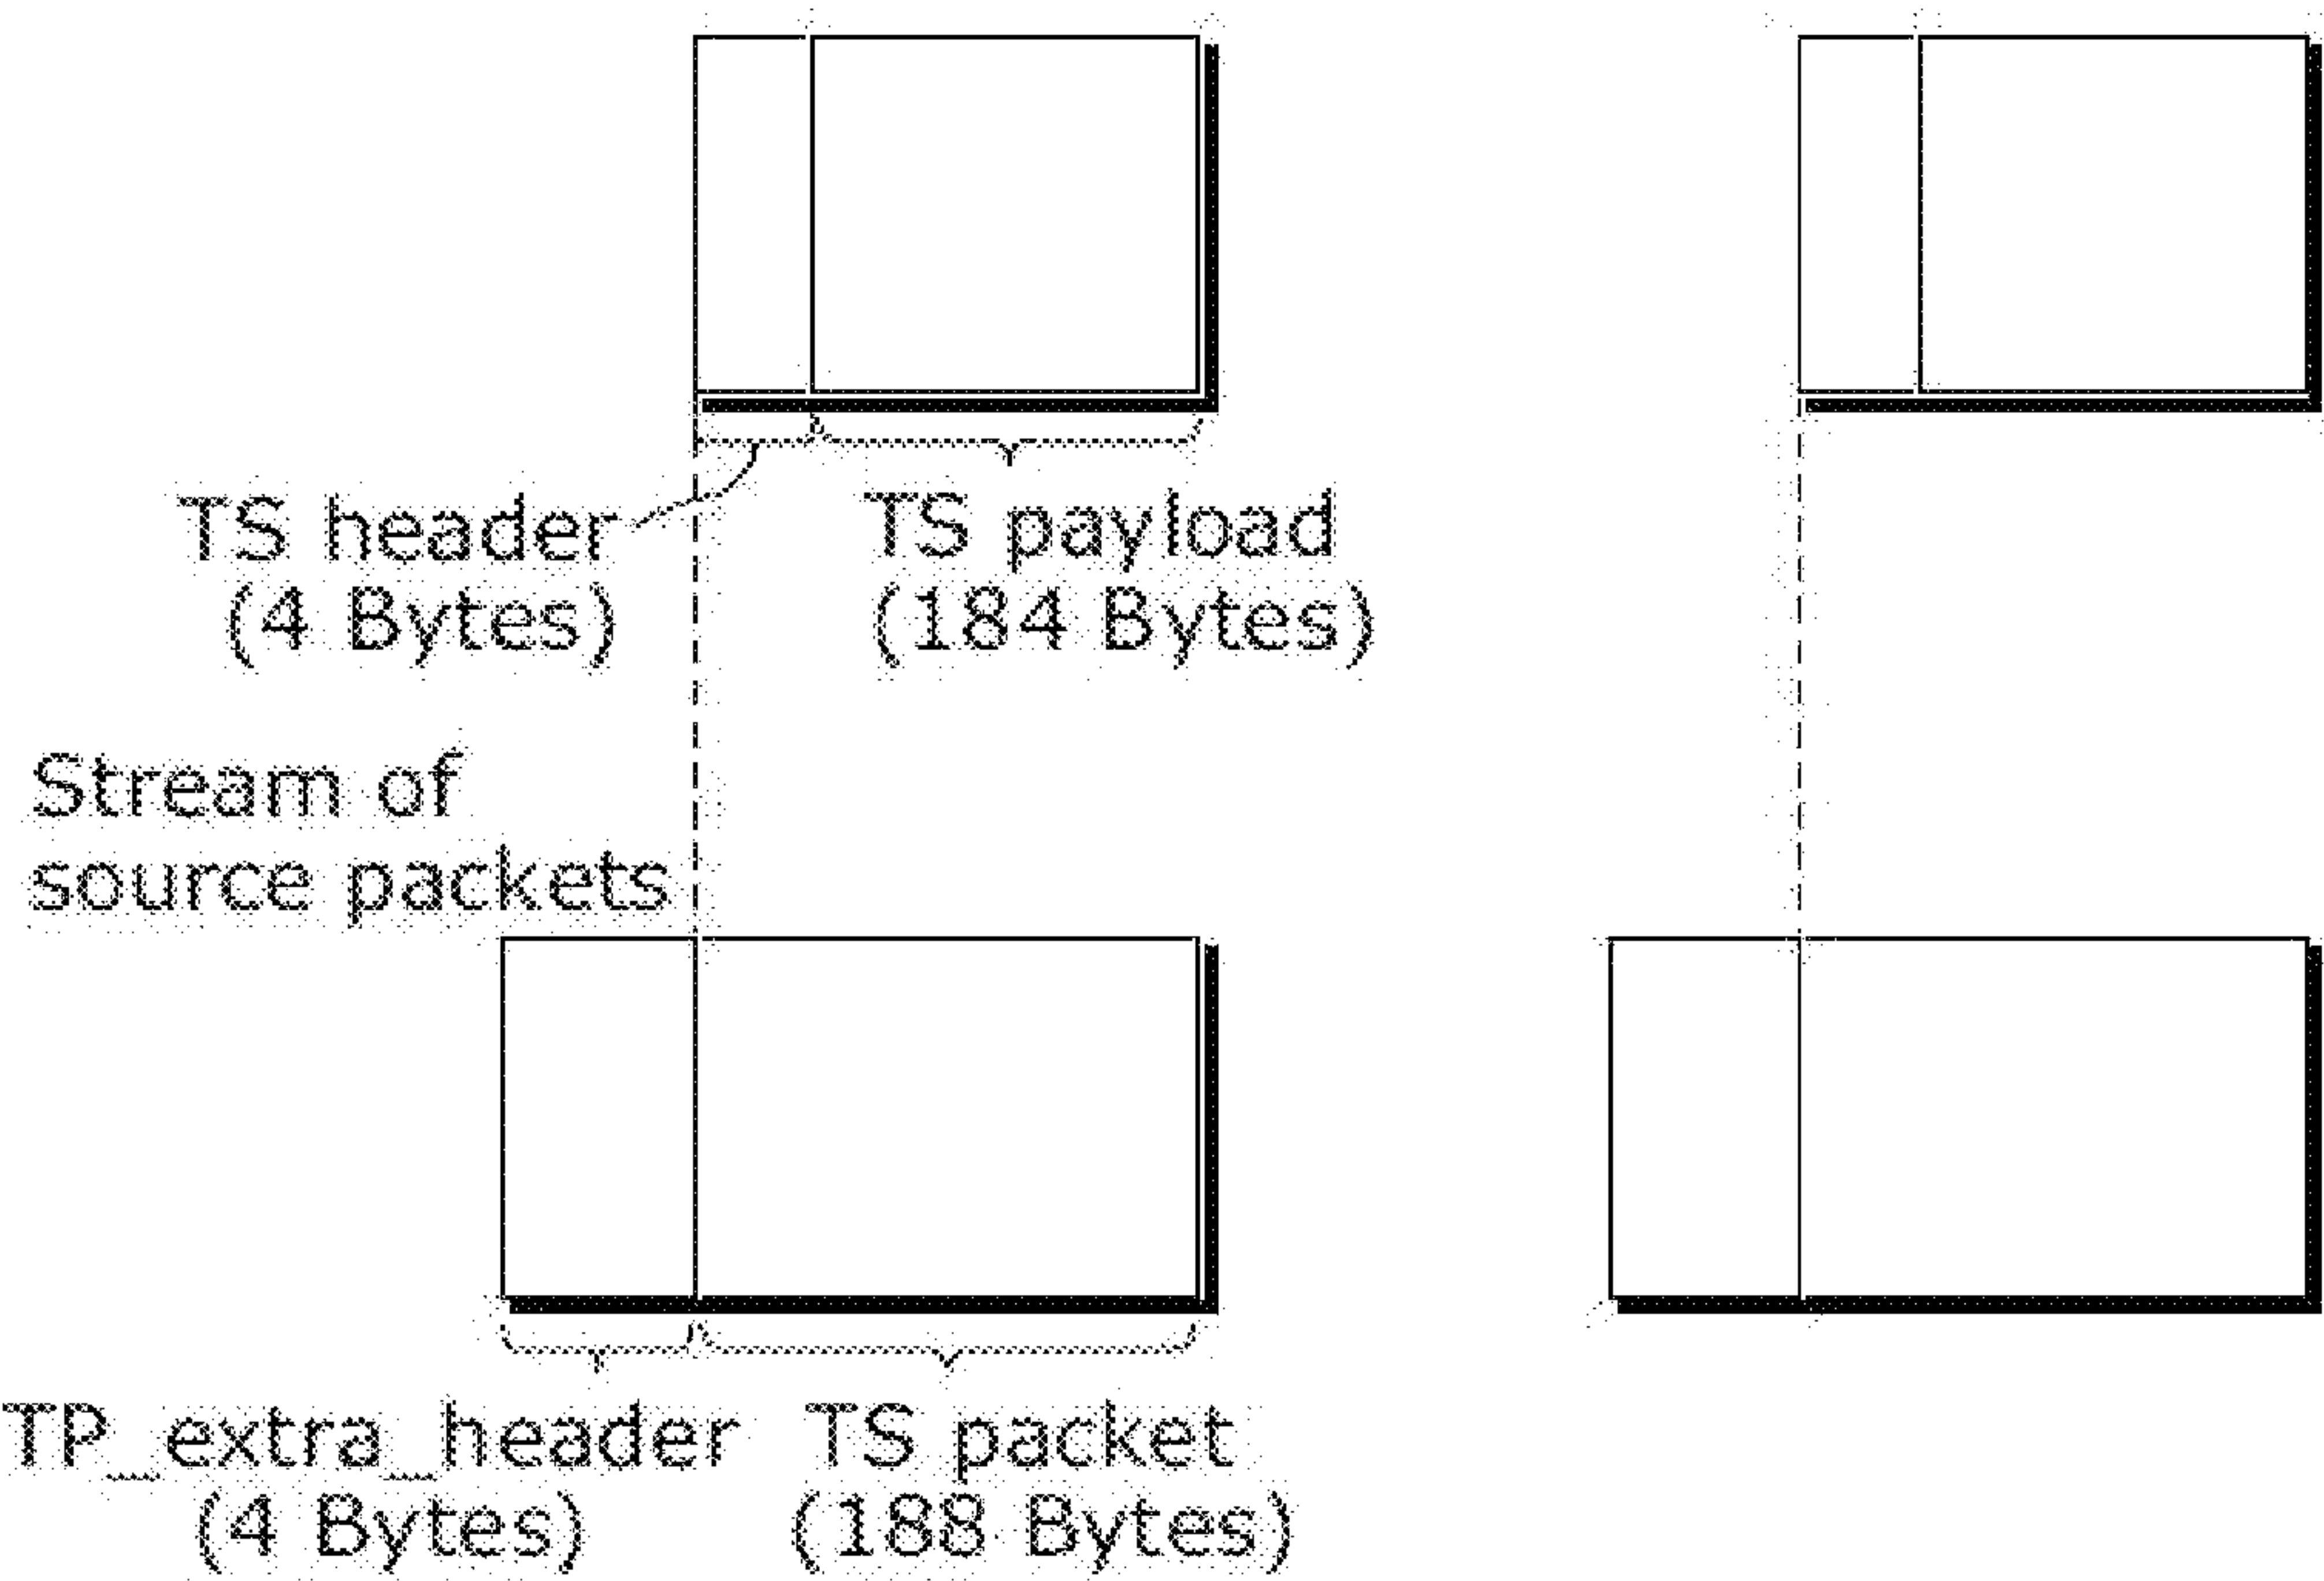 TS header
(4 Bytes)
TS payload
(184 Bytes)
Stream of
source packets
TP_extra_header
(4 Bytes)
TS packet
(188 Bytes)